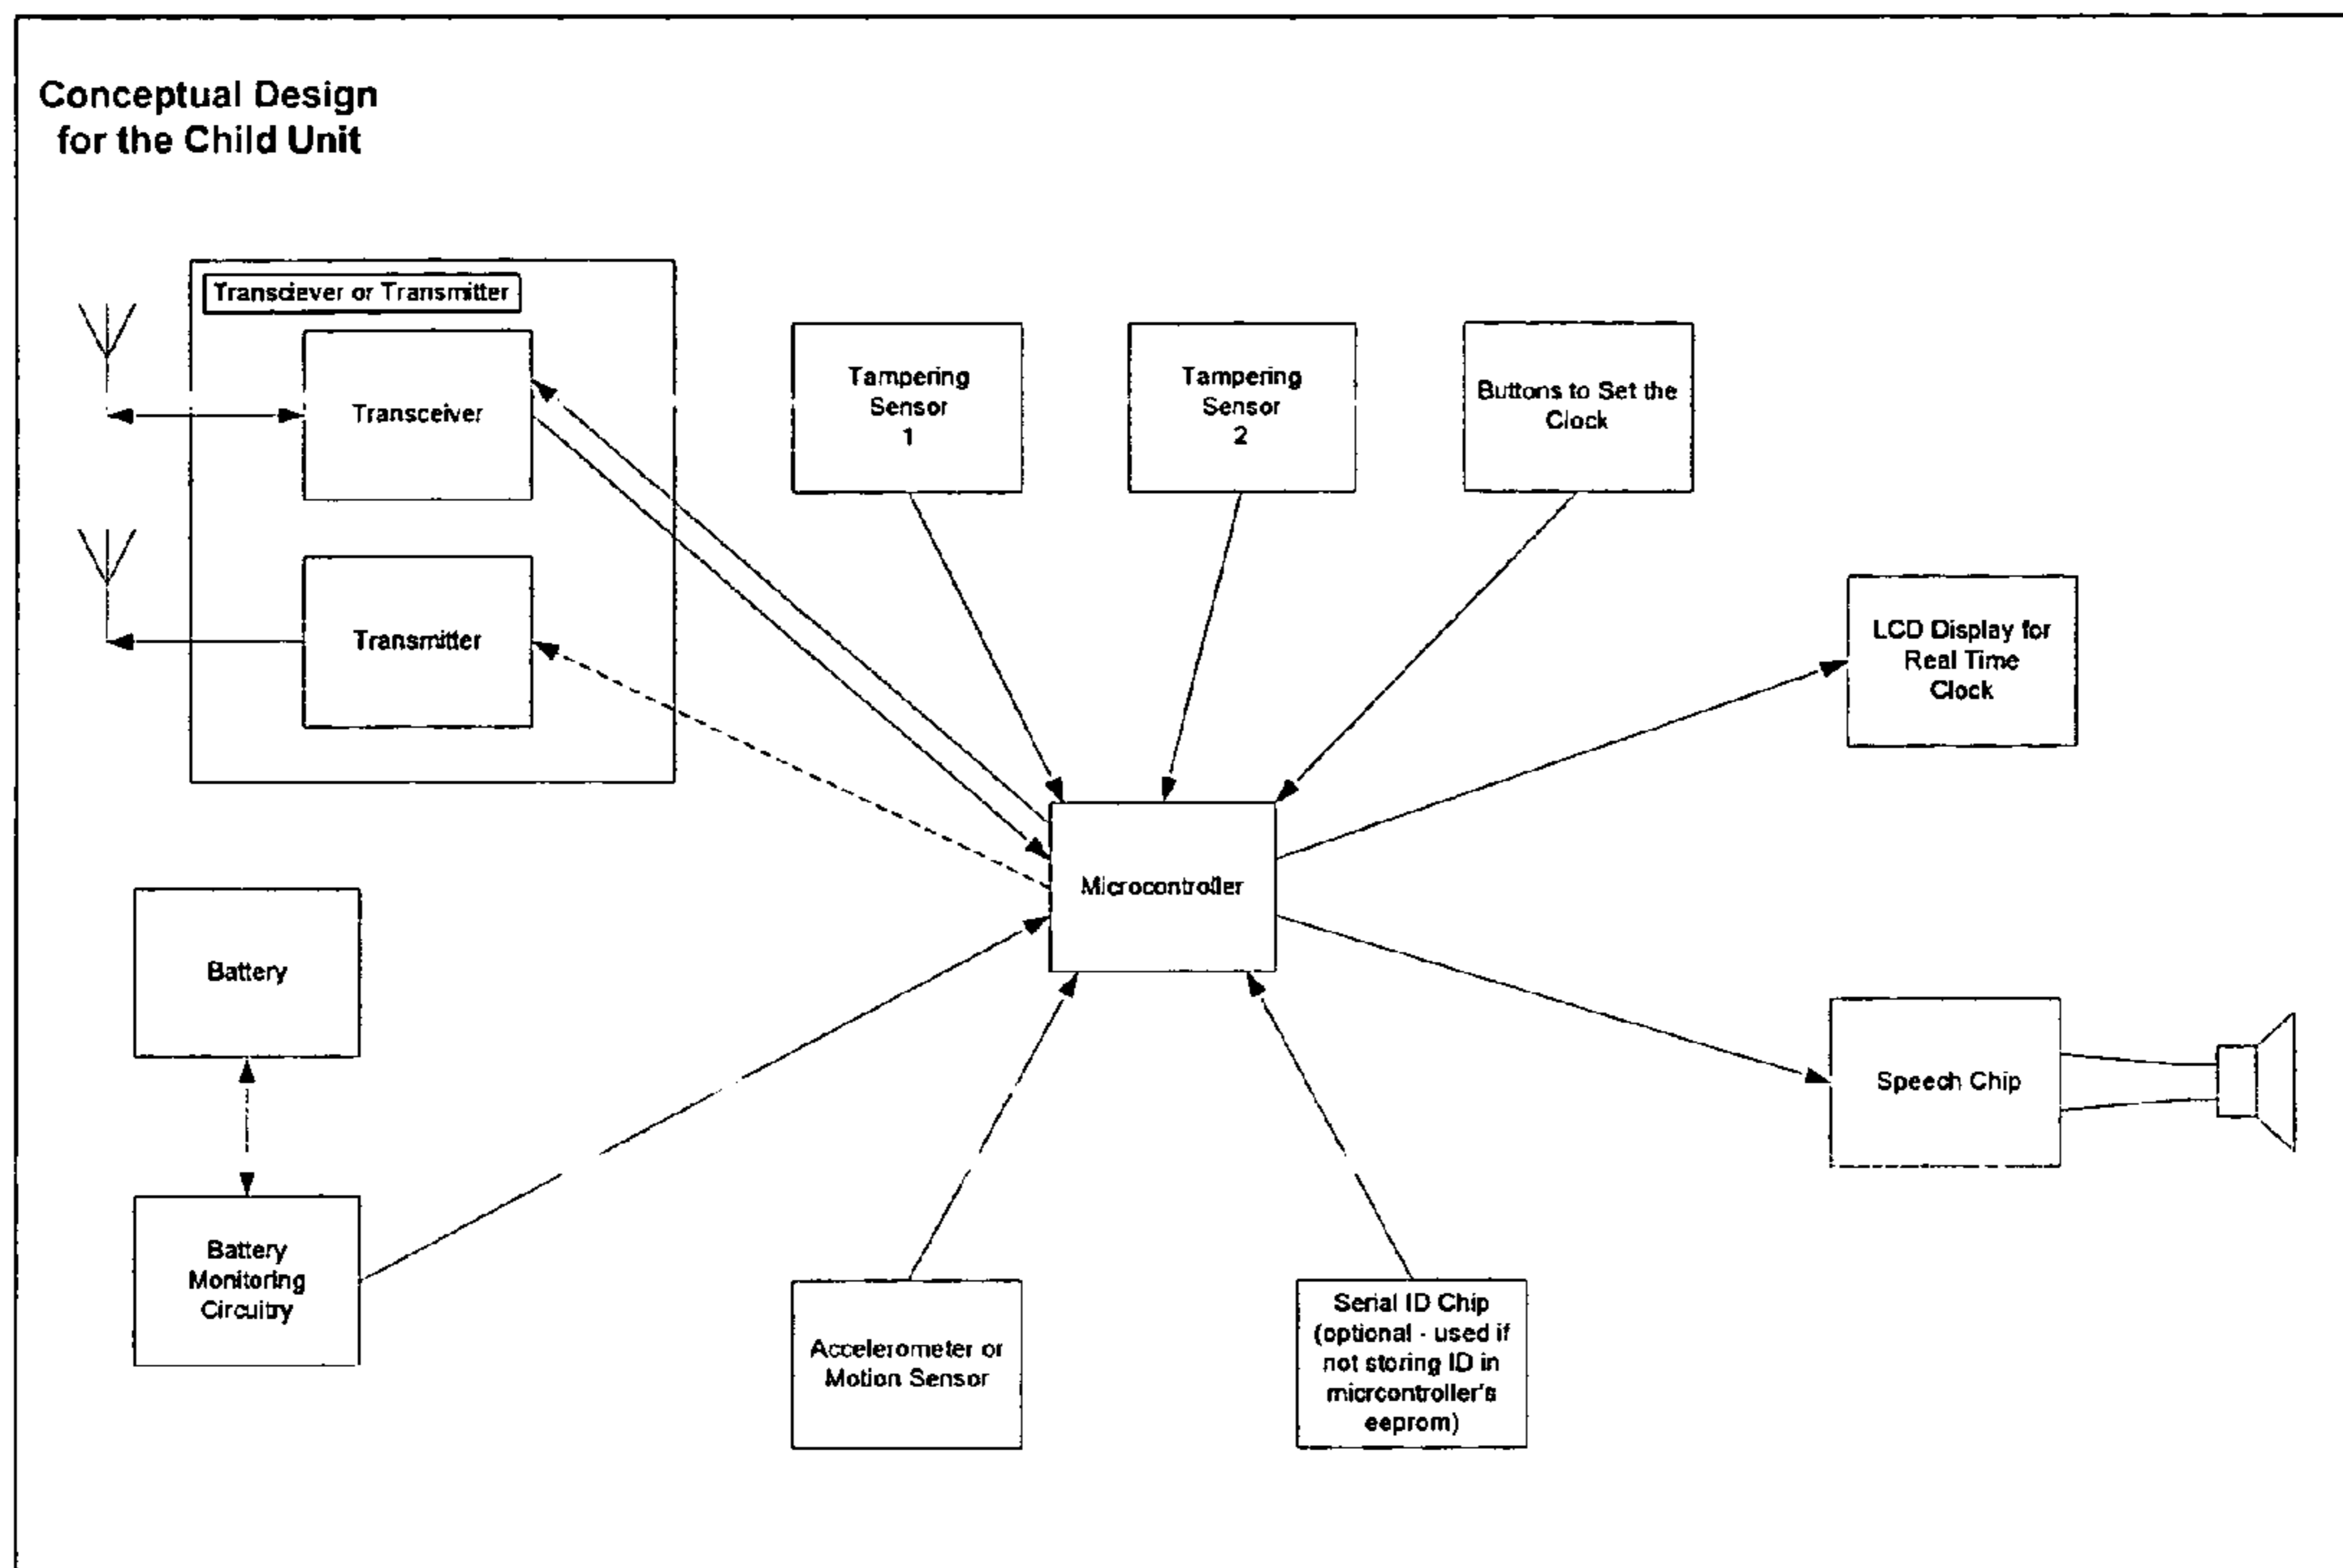 Conceptual Design
for the Child Unit
Transciever or Transmitter
Transceiver
Transmitter
Tampering
Sensor
1
Tampering
Sensor
2
Buttons to Set the
Clock
LCD Display for
Real Time
Clock
Microcontroller
Battery
Battery
Monitoring
Circuitry
Speech Chip
Accelerometer or
Motion Sensor
Serial ID Chip
(optional - used if
not storing ID in
micrcontroller's
eeprom)